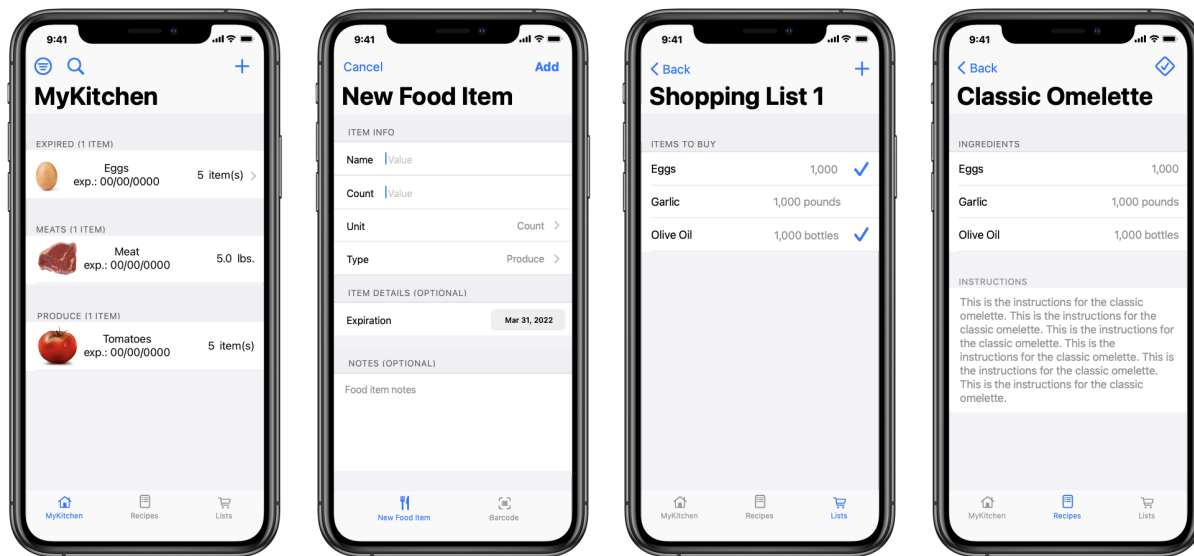 9:41
MyKitchen
EXPIRED (1 ITEM)
Eggs
exp.: 00/00/0000
5 item(s)
MEATS (1 ITEM)
Meat
exp.: 00/00/0000
5.0 lbs.
PRODUCE (1 ITEM)
Tomatoes
exp.: 00/00/0000
5 item(s)
MyKitchen
Recipes
Lists
9:41
Cancel
Add
New Food Item
ITEM INFO
Name Value
Count Value
Unit Count
Type Produce
ITEM DETAILS (OPTIONAL)
Expiration Mar 31, 2022
NOTES (OPTIONAL)
Food item notes
New Food Item
Barcode
9:41
Back
Shopping List 1
ITEMS TO BUY
Eggs 1,000
Garlic 1,000 pounds
Olive Oil 1,000 bottles
MyKitchen
Recipes
Lists
9:41
Back
Classic Omelette
INGREDIENTS
Eggs 1,000
Garlic 1,000 pounds
Olive Oil 1,000 bottles
INSTRUCTIONS
This is the instructions for the classic
omelette. This is the instructions for the
classic omelette. This is the instructions for
the classic omelette. This is the
instructions for the classic omelette. This is
the instructions for the classic omelette.
This is the instructions for the classic
omelette.
MyKitchen
Recipes
Lists